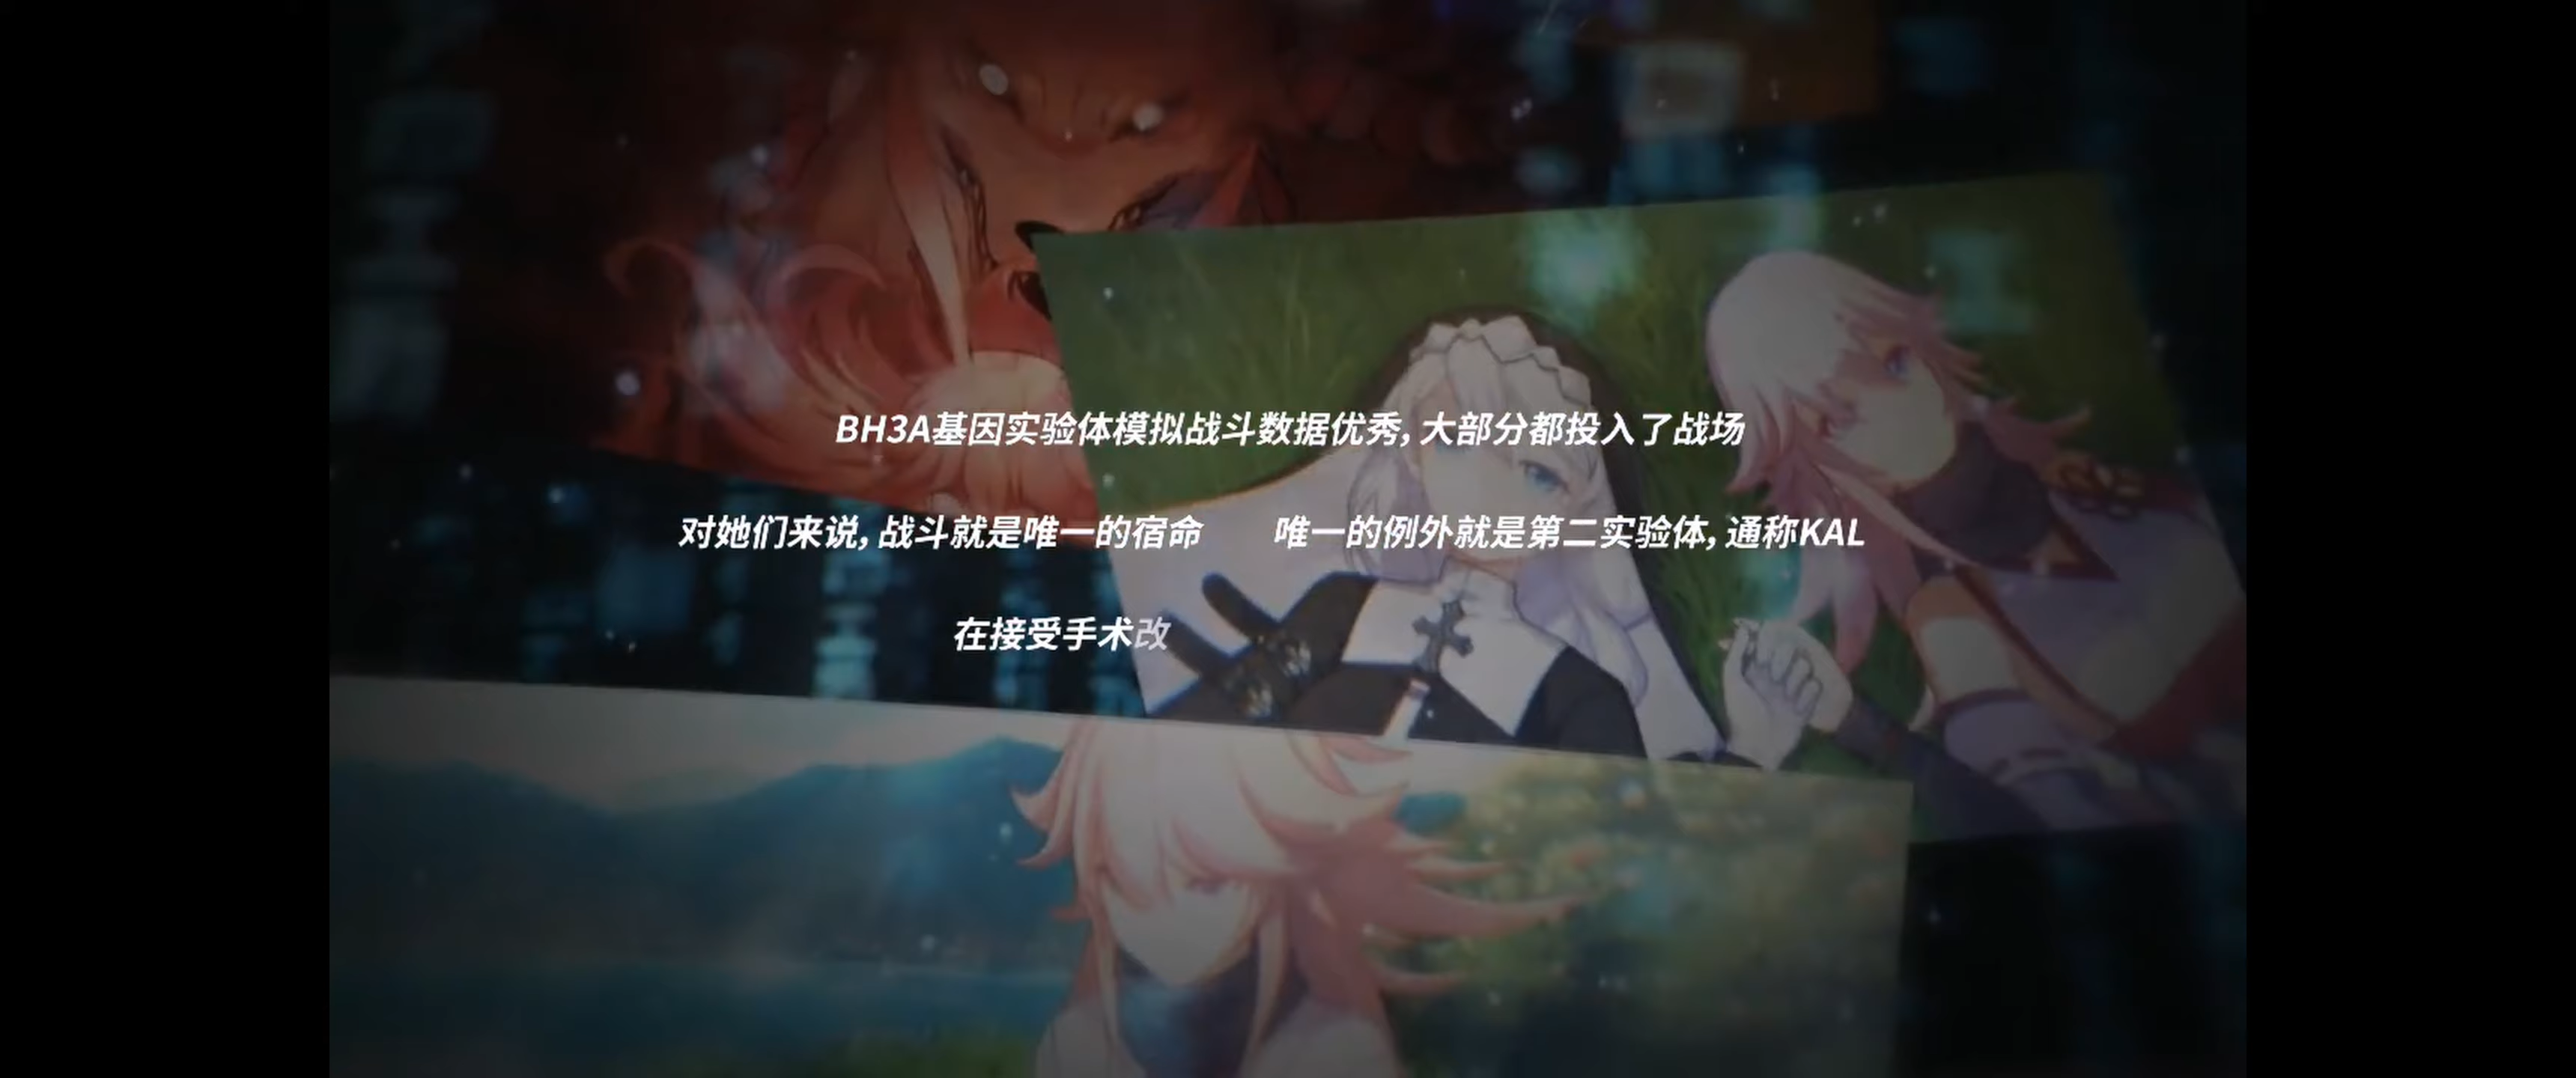 BH3A基因实验体模拟战斗数据优秀,大部分都投入了战场
对她们来说,战斗就是唯一的宿命 唯一的例外就是第二实验体,通称KAL
在接受手术改